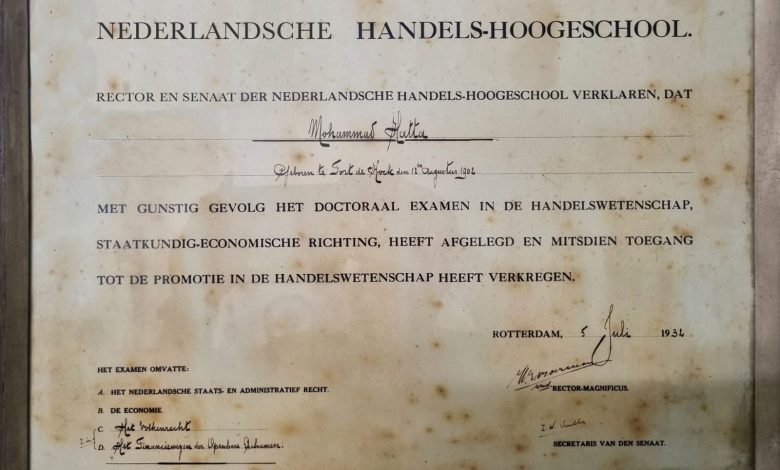 NEDERLANDSCHE HANDELS-HOOGESCHOOL.
RECTOR EN SENAAT DER NEDERLANDSCHE HANDELS-HOOGESCHOOL VERKLAREN, DAT
Mohammad Hatta
Geboren te Fort de Kock den 12en Augustus 1902
MET GUNSTIG GEVOLG HET DOCTORAAL EXAMEN IN DE HANDELSWETENSCHAP,
STAATKUNDIG-ECONOMISCHE RICHTING, HEEFT AFGELEGD EN MITSDIEN TOEGANG
TOT DE PROMOTIE IN DE HANDELSWETENSCHAP HEEFT VERKREGEN.
ROTTERDAM, 5 Juli 1932
HET EXAMEN OMVATTE:
RECTOR-MAGNIFICUS.
A. HET NEDERLANDSCHE STAATS- EN ADMINISTRATIEF RECHT.
B. DE ECONOMIE.
C. Het Volkenrecht
D. Het Financiewezen der Openbare Lichamen.
SECRETARIS VAN DEN SENAAT.